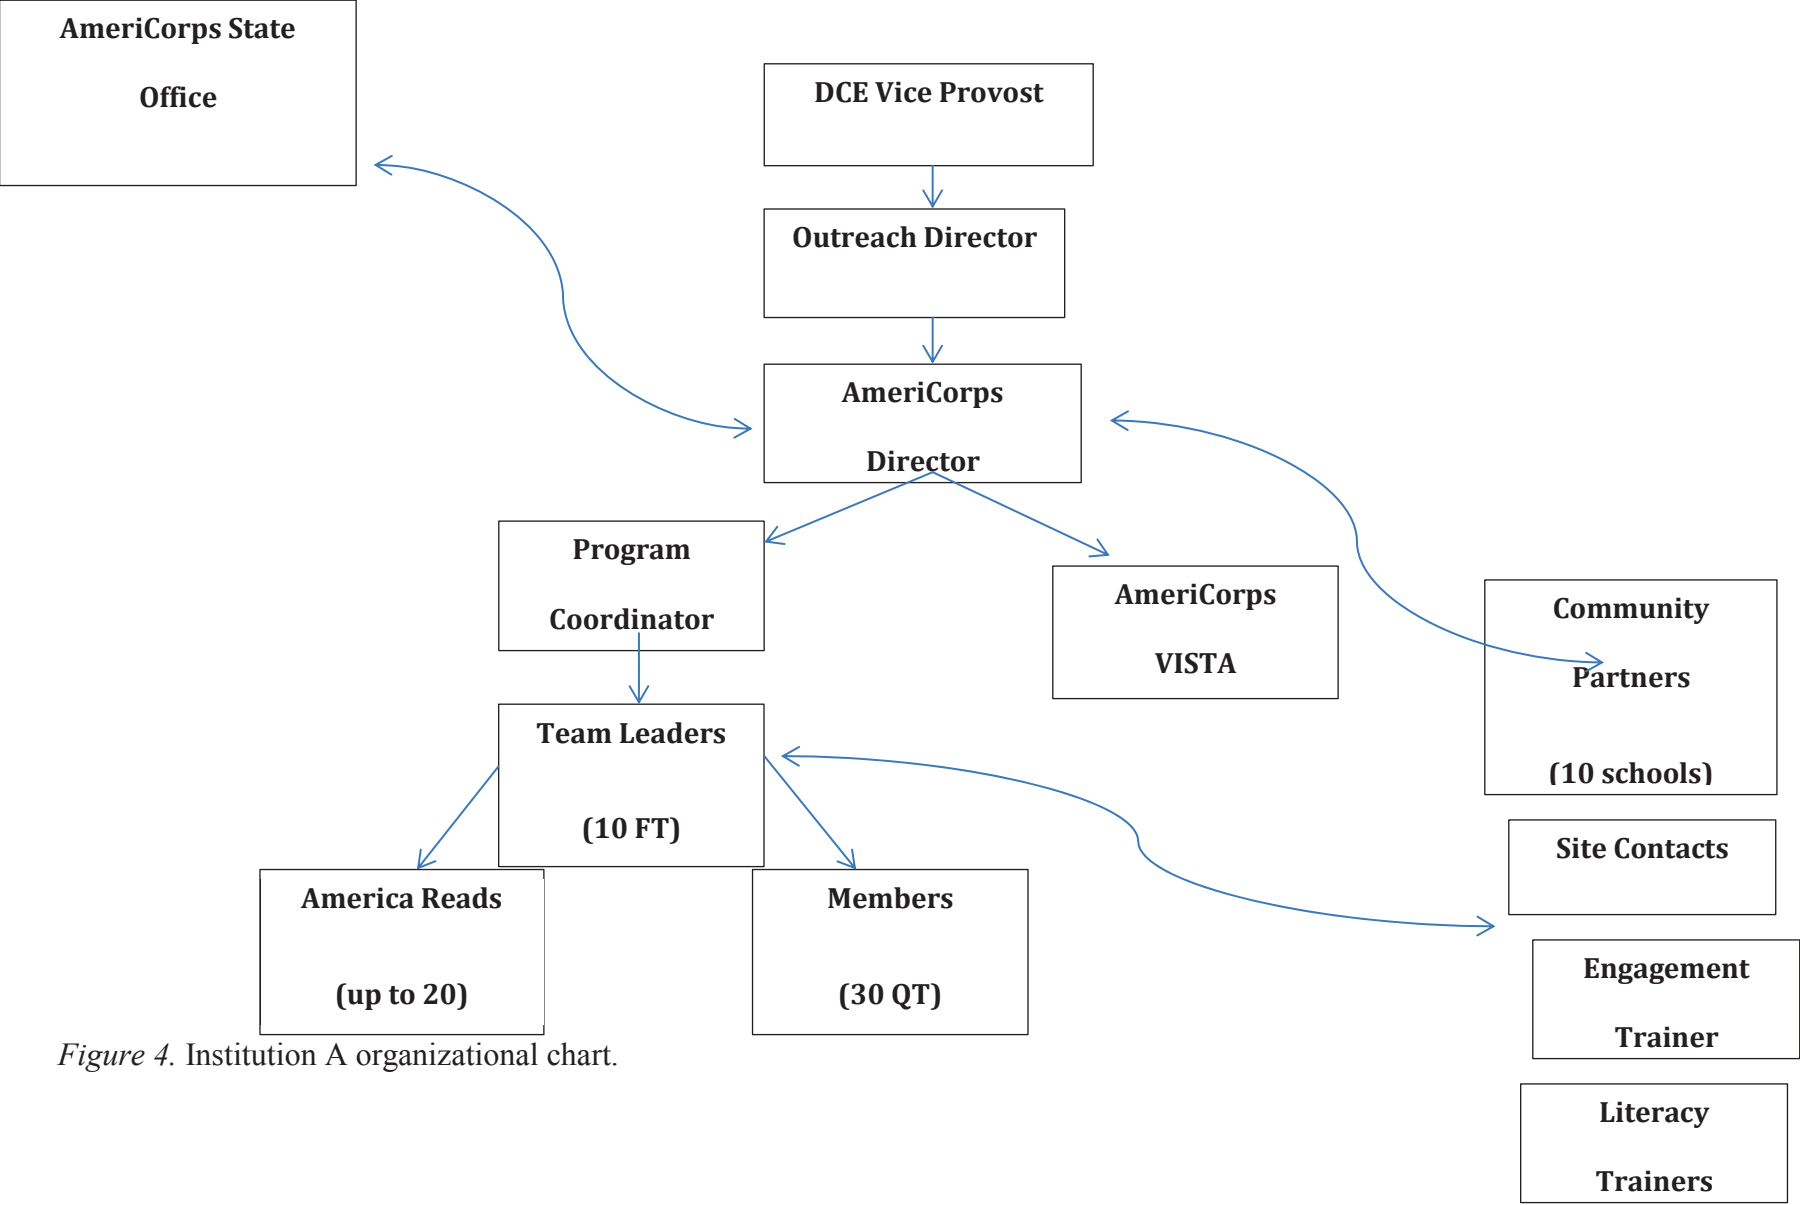 AmeriCorps State
Office
DCE Vice Provost
Outreach Director
AmeriCorps
Director
Program
Coordinator
AmeriCorps
VISTA
Community
Partners
(10 schools)
Team Leaders
(10 FT)
Site Contacts
America Reads
(up to 20)
Members
(30 QT)
Engagement
Trainer
Figure 4. Institution A organizational chart.
Literacy
Trainers